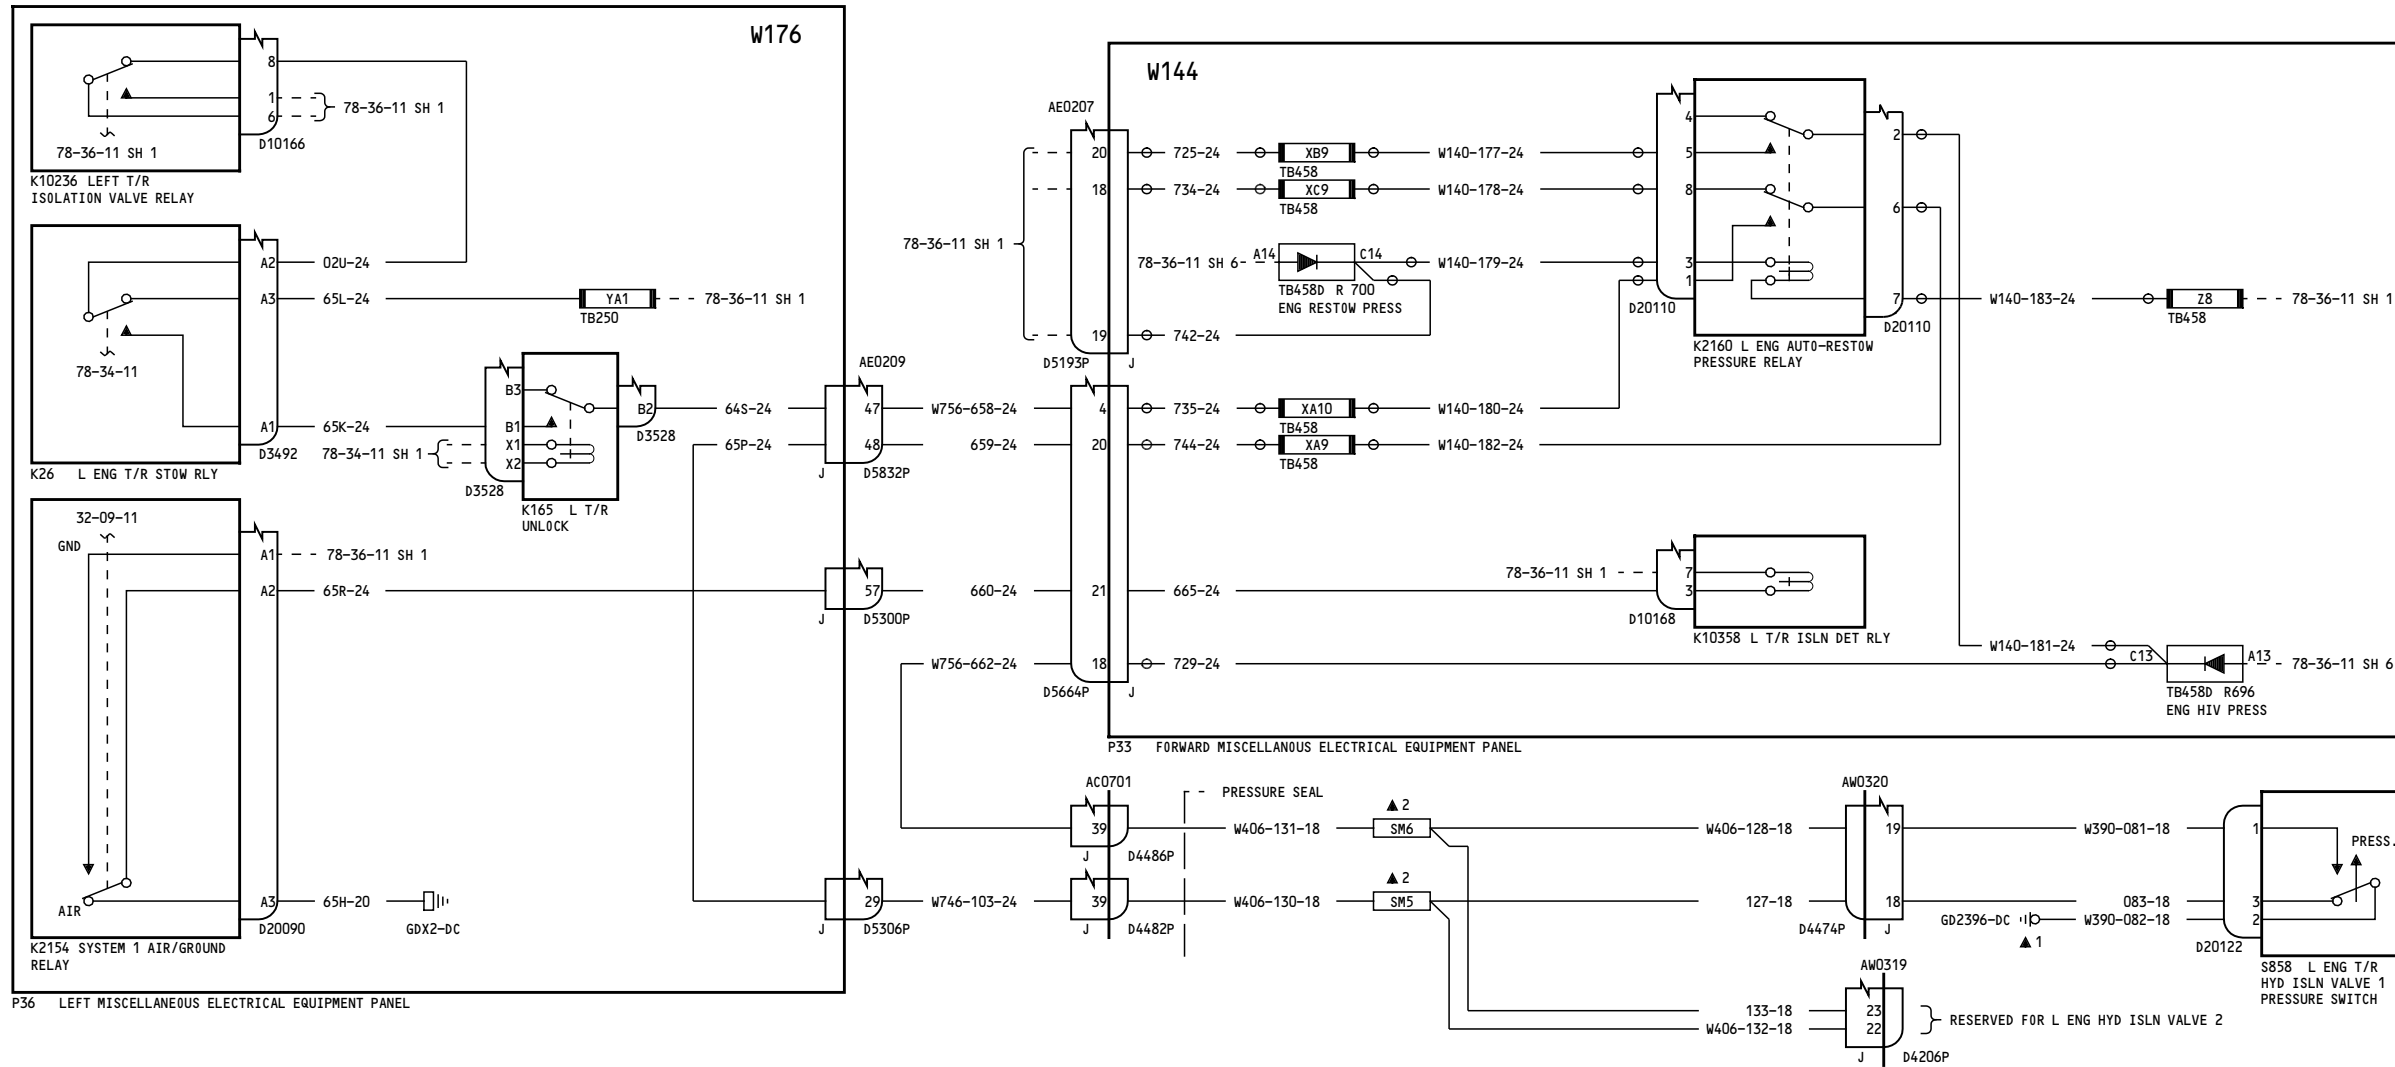 W176
8
1
6
78-36-11 SH 1
78-36-11 SH 1
D10166
K10236 LEFT T/R
ISOLATION VALVE RELAY
A2
02U-24
A3
65L-24
YA1
78-36-11 SH 1
TB250
78-34-11
A1
65K-24
78-34-11 SH 1
D3492
K26 L ENG T/R STOW RLY
B3
B1
X1
X2
D3528
B2
D3528
K165 L T/R
UNLOCK
64S-24
65P-24
AE0209
47
48
J
D5832P
32-09-11
GND
A1
78-36-11 SH 1
A2
65R-24
57
J
D5300P
AIR
A3
65H-20
GDX2-DC
D20090
K2154 SYSTEM 1 AIR/GROUND
RELAY
29
J
D5306P
P36 LEFT MISCELLANEOUS ELECTRICAL EQUIPMENT PANEL
W144
AE0207
20
725-24
XB9
TB458
W140-177-24
18
734-24
XC9
TB458
W140-178-24
78-36-11 SH 1
78-36-11 SH 6
A14
C14
W140-179-24
TB458D R 700
ENG RESTOW PRESS
19
742-24
D5193P
J
4
5
8
3
1
D20110
2
6
7
D20110
K2160 L ENG AUTO-RESTOW
PRESSURE RELAY
W140-183-24
Z8
TB458
78-36-11 SH 1
W756-658-24
4
735-24
XA10
TB458
W140-180-24
659-24
20
744-24
XA9
TB458
W140-182-24
660-24
21
665-24
78-36-11 SH 1
7
3
D10168
K10358 L T/R ISLN DET RLY
W756-662-24
18
729-24
D5664P
J
W140-181-24
C13
A13
78-36-11 SH 6
TB458D R696
ENG HIV PRESS
P33 FORWARD MISCELLANOUS ELECTRICAL EQUIPMENT PANEL
AC0701
PRESSURE SEAL
39
J
D4486P
W406-131-18
2
SM6
W406-128-18
AW0320
19
W390-081-18
1
PRESS.
W746-103-24
39
J
D4482P
W406-130-18
2
SM5
127-18
18
083-18
3
GD2396-DC
W390-082-18
2
1
D4474P
J
D20122
S858 L ENG T/R
HYD ISLN VALVE 1
PRESSURE SWITCH
AW0319
133-18
23
W406-132-18
22
RESERVED FOR L ENG HYD ISLN VALVE 2
J
D4206P